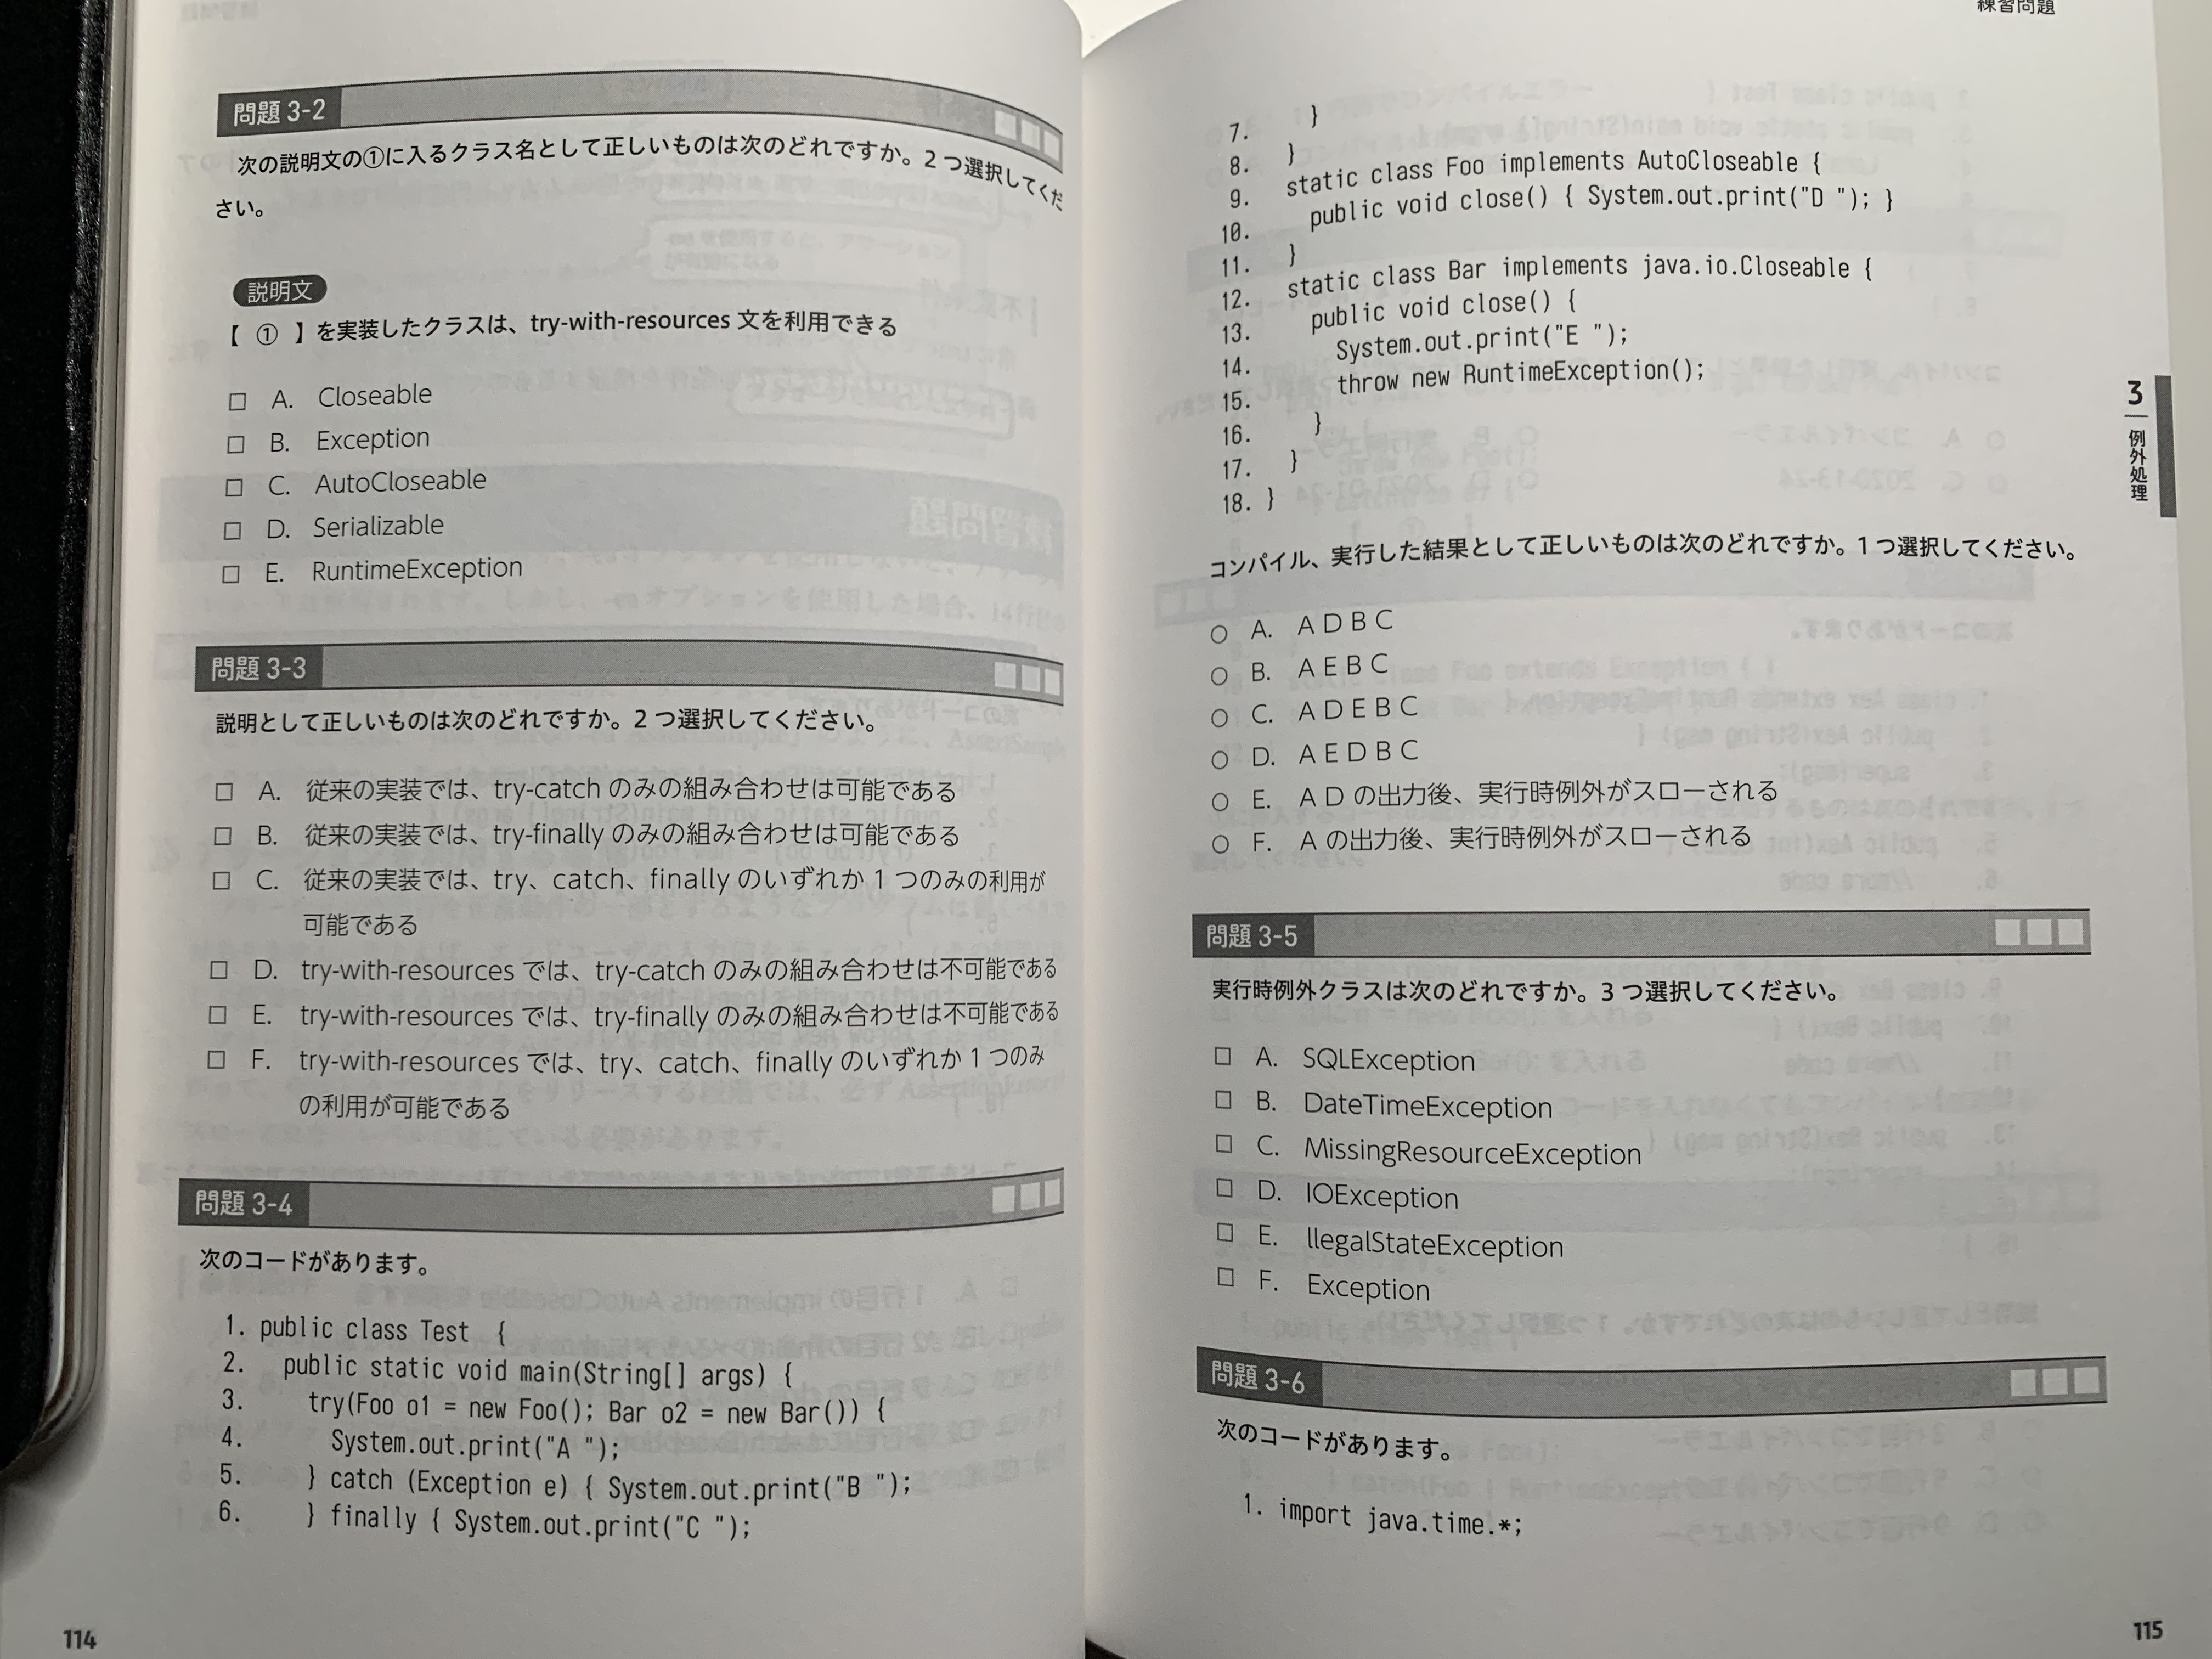 問題 3-2
次の説明文の①に入るクラス名として正しいものは次のどれですか。2 つ選択してくだ
さい。
説明文
【 ① 】を実装したクラスは、try-with-resources 文を利用できる
□ A. Closeable
□ B. Exception
□ C. AutoCloseable
□ D. Serializable
□ E. RuntimeException
問題 3-3
説明として正しいものは次のどれですか。2 つ選択してください。
□ A. 従来の実装では、try-catch のみの組み合わせは可能である
□ B. 従来の実装では、try-finally のみの組み合わせは可能である
□ C. 従来の実装では、try、catch、finally のいずれか 1 つのみの利用が
可能である
□ D. try-with-resources では、try-catch のみの組み合わせは不可能である
□ E. try-with-resources では、try-finally のみの組み合わせは不可能である
□ F. try-with-resources では、try、catch、finally のいずれか 1 つのみ
の利用が可能である
問題 3-4
次のコードがあります。
1. public class Test {
2. public static void main(String[] args) {
3. try(Foo o1 = new Foo(); Bar o2 = new Bar()) {
4. System.out.print("A ");
5. } catch (Exception e) { System.out.print("B ");
6. } finally { System.out.print("C ");
114
練習問題
7. }
8. }
9. static class Foo implements AutoCloseable {
10. public void close() { System.out.print("D "); }
11. }
12. static class Bar implements java.io.Closeable {
13. public void close() {
14. System.out.print("E ");
15. throw new RuntimeException();
16. }
17. }
18. }
コンパイル、実行した結果として正しいものは次のどれですか。1 つ選択してください。
○ A. A D B C
○ B. A E B C
○ C. A D E B C
○ D. A E D B C
○ E. A D の出力後、実行時例外がスローされる
○ F. A の出力後、実行時例外がスローされる
問題 3-5
実行時例外クラスは次のどれですか。3 つ選択してください。
□ A. SQLException
□ B. DateTimeException
□ C. MissingResourceException
□ D. IOException
□ E. llegalStateException
□ F. Exception
問題 3-6
次のコードがあります。
1. import java.time.*;
3
例外処理
115